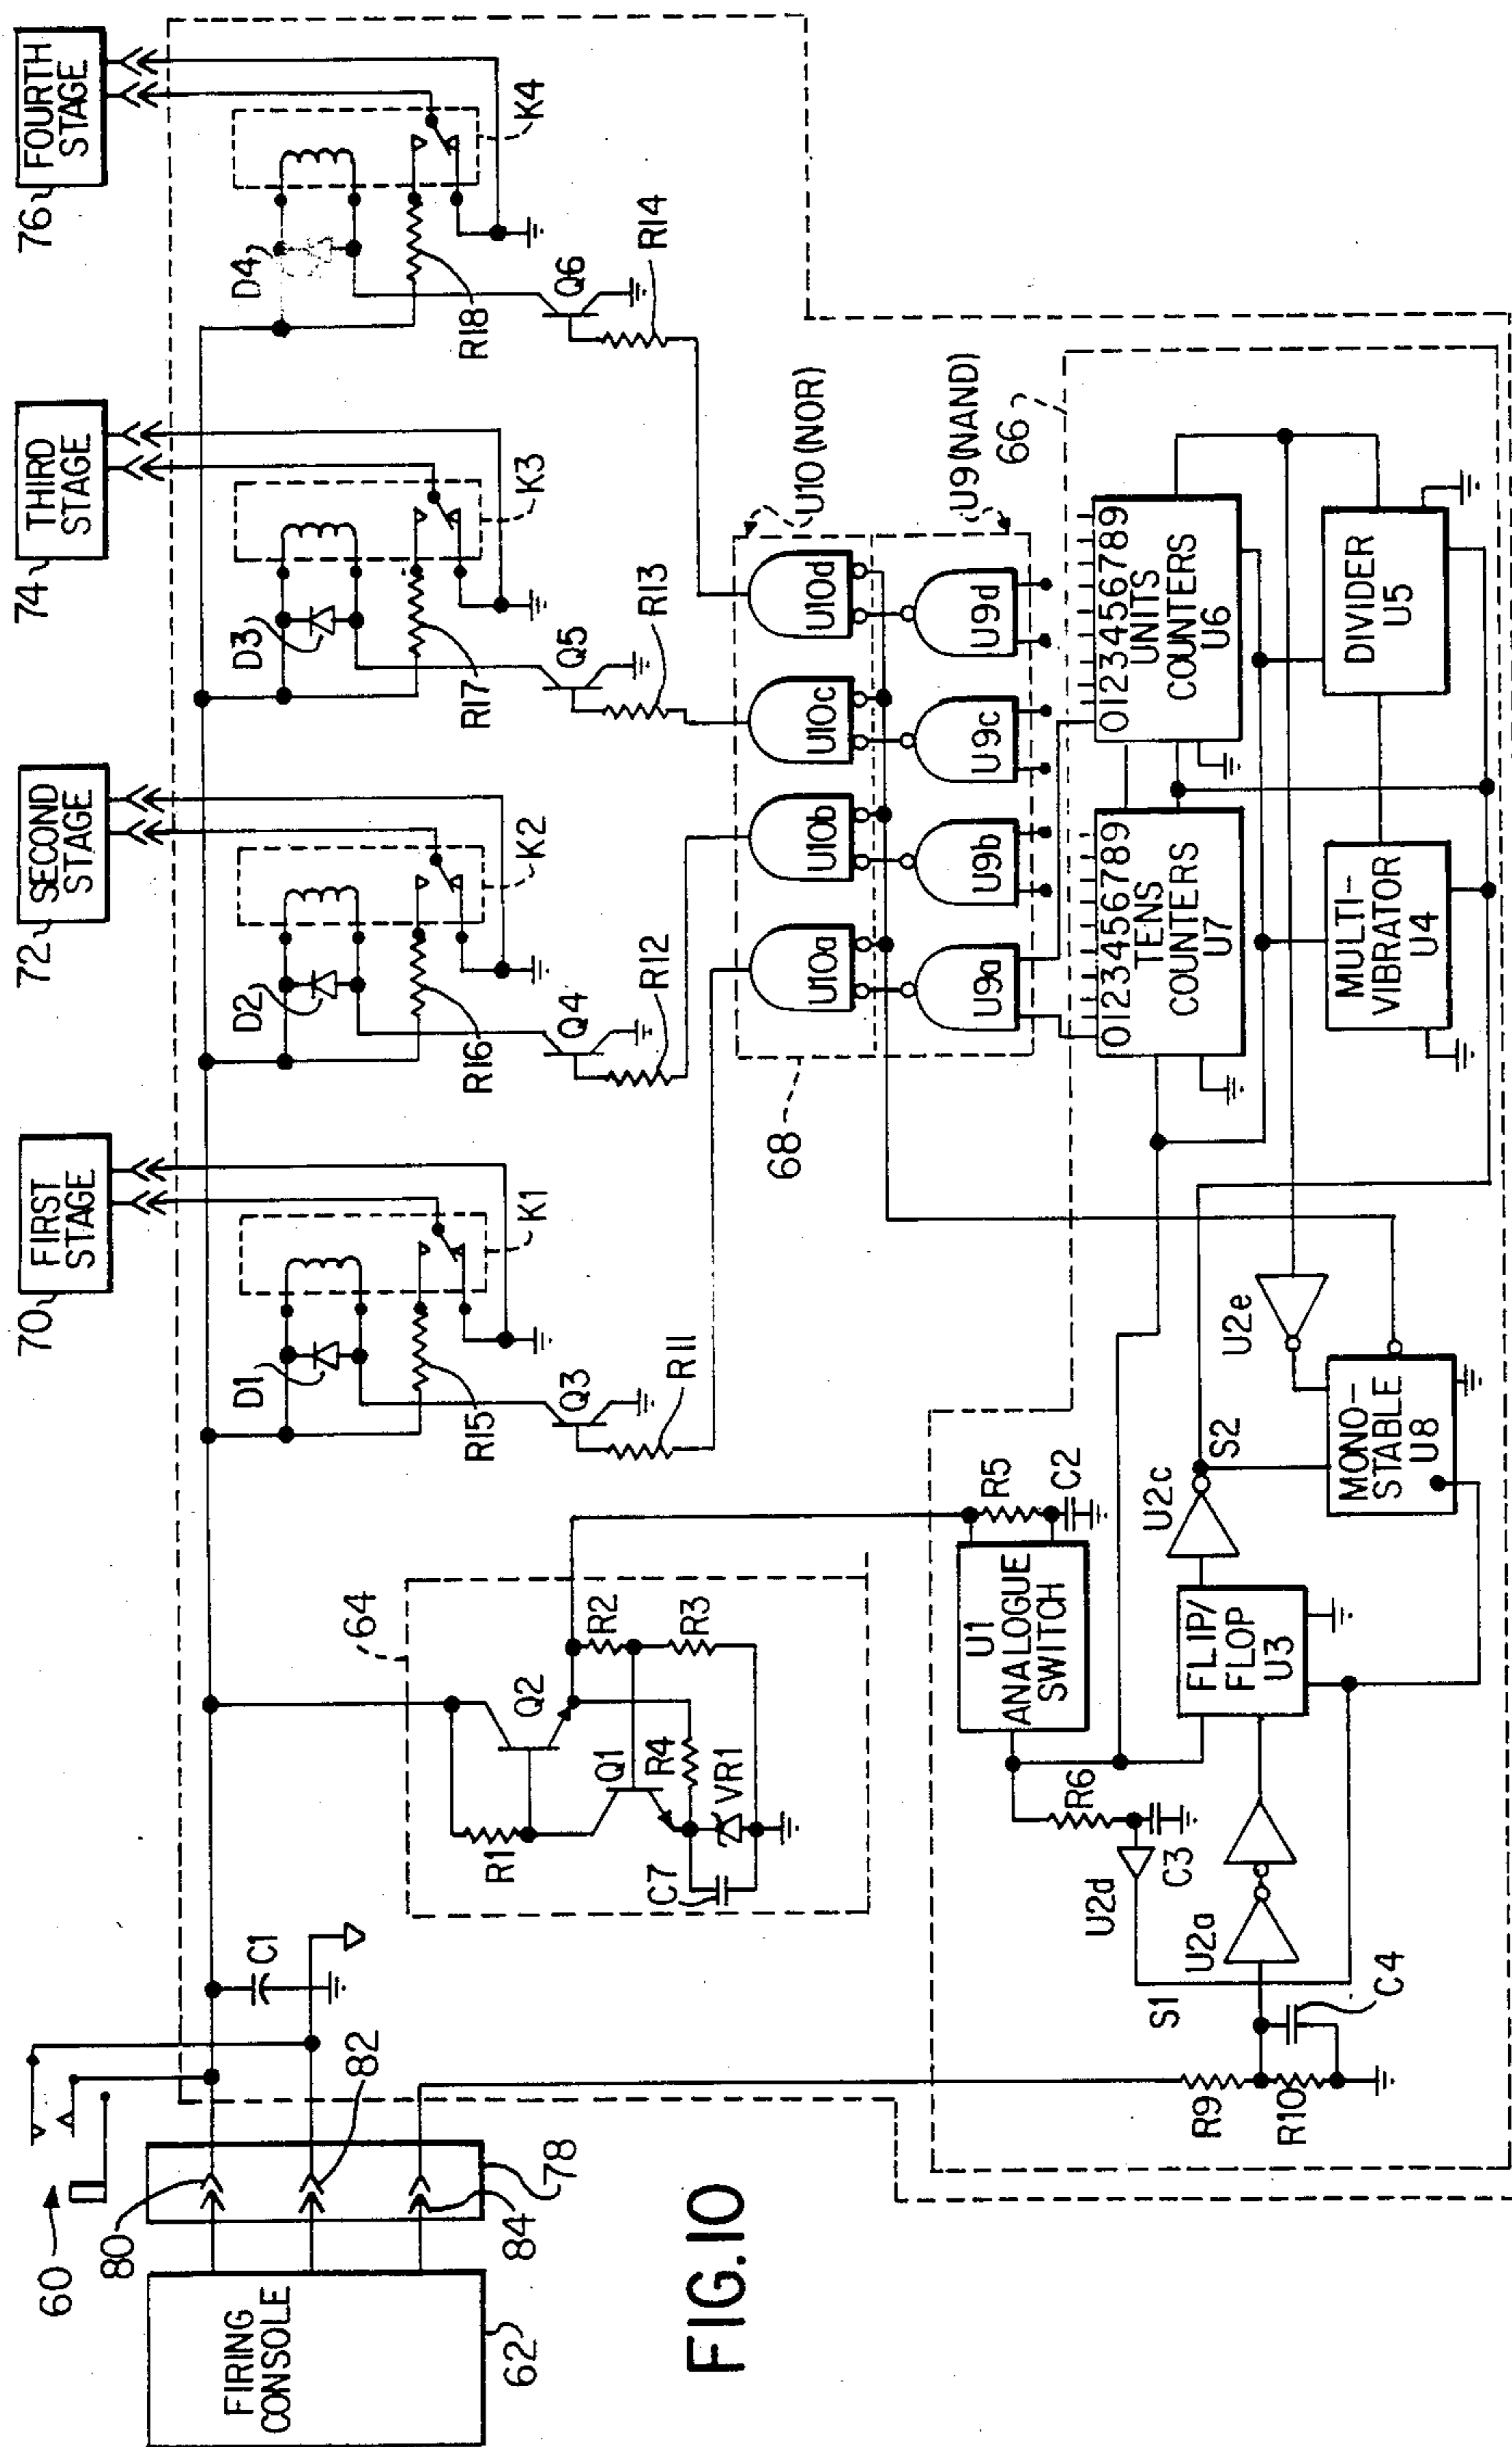 76
FOURTH
STAGE
74
THIRD
STAGE
72
SECOND
STAGE
70
FIRST
STAGE
D4
K4
D3
K3
D2
K2
D1
K1
R18
R17
R16
R15
Q6
Q5
Q4
Q3
R14
R13
R12
R11
U10(NOR)
U9(NAND)
66
68
U10a
U10b
U10c
U10d
U9a
U9b
U9c
U9d
0123456789
TENS
COUNTERS
U7
0123456789
UNITS
COUNTERS
U6
MULTI-
VIBRATOR
U4
DIVIDER
U5
60
80
82
84
78
FIRING
CONSOLE
62
C1
64
R1
Q2
Q1
R2
R3
R4
VR1
C7
U1
ANALOGUE
SWITCH
R5
C2
R6
C3
U2d
U2a
S1
C4
R9
R10
FLIP/
FLOP
U3
U2c
S2
U2e
MONO-
STABLE
U8
FIG.10